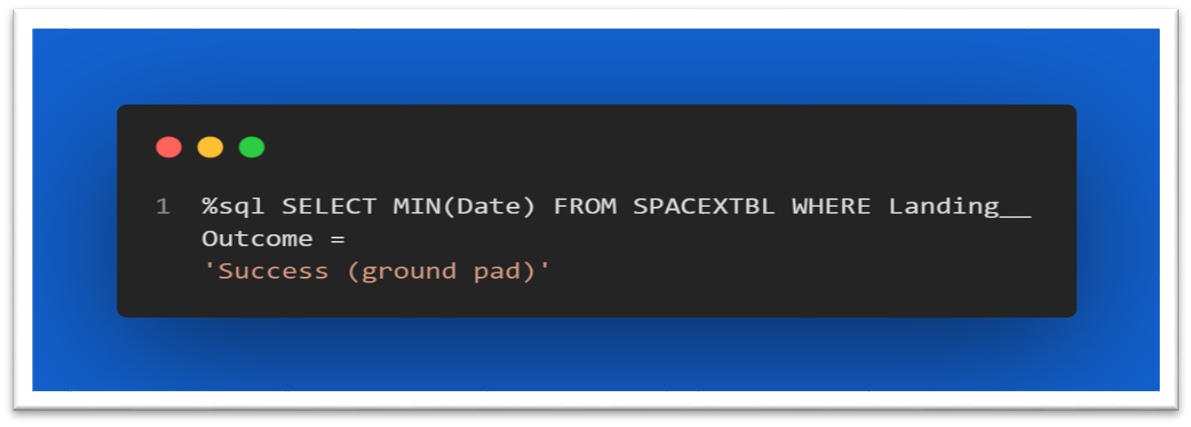 1 %sql SELECT MIN(Date) FROM SPACEXTBL WHERE Landing__
Outcome =
'Success (ground pad)'